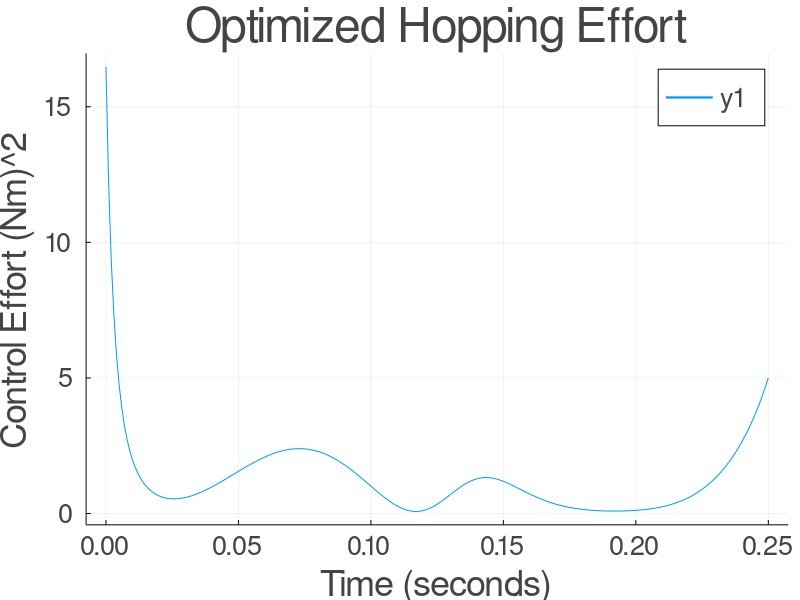 Optimized Hopping Effort
y1
Control Effort (Nm)^2
15
10
5
0
0.00 0.05 0.10 0.15 0.20 0.25
Time (seconds)